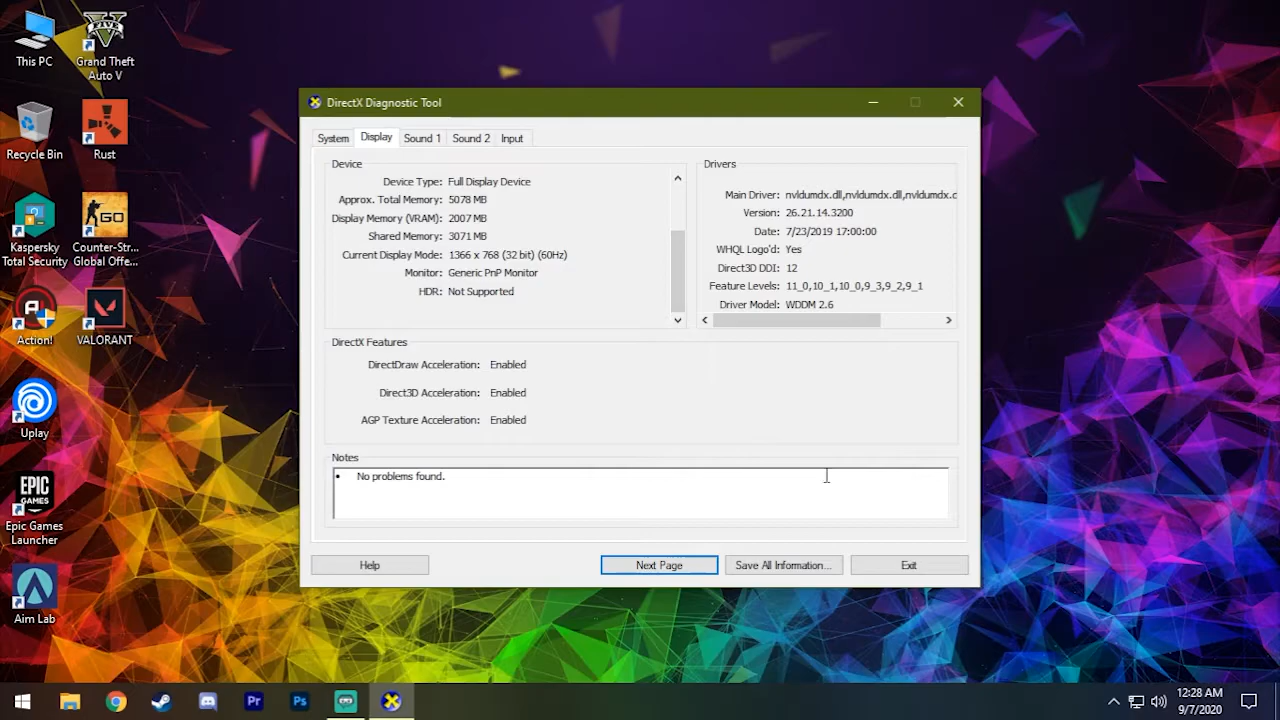 This PC
Grand Theft
Auto V
Recycle Bin
Rust
Kaspersky
Total Security
Counter-Str...
Global Offe...
Action!
VALORANT
Uplay
Epic Games
Launcher
Aim Lab
FIVE
GO
EPIC
GAMES
DirectX Diagnostic Tool
System
Display
Sound 1
Sound 2
Input
Device
Device Type: Full Display Device
Approx. Total Memory: 5078 MB
Display Memory (VRAM): 2007 MB
Shared Memory: 3071 MB
Current Display Mode: 1366 x 768 (32 bit) (60Hz)
Monitor: Generic PnP Monitor
HDR: Not Supported
Drivers
Main Driver: nvldumdx.dll,nvldumdx.dll,nvldumdx.c
Version: 26.21.14.3200
Date: 7/23/2019 17:00:00
WHQL Logo'd: Yes
Direct3D DDI: 12
Feature Levels: 11_0,10_1,10_0,9_3,9_2,9_1
Driver Model: WDDM 2.6
DirectX Features
DirectDraw Acceleration: Enabled
Direct3D Acceleration: Enabled
AGP Texture Acceleration: Enabled
Notes
• No problems found.
Help
Next Page
Save All Information...
Exit
Pr
Ps
12:28 AM
9/7/2020